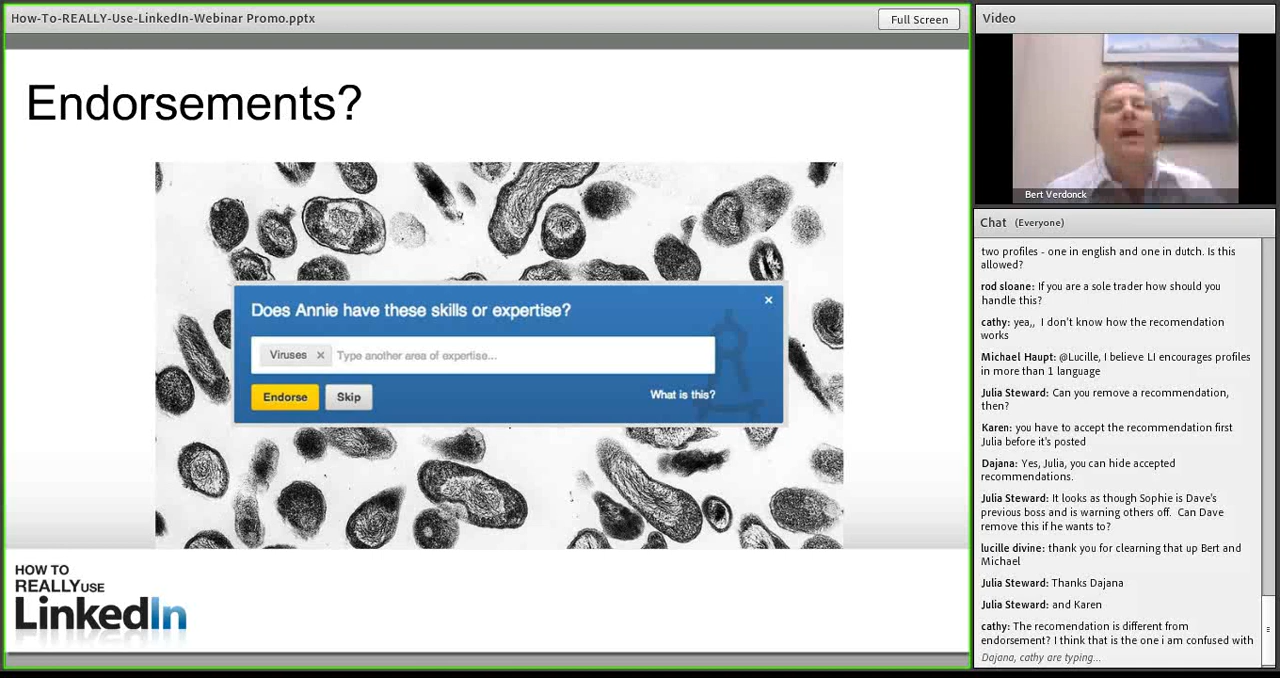 How-To-REALLY-Use-LinkedIn-Webinar Promo.pptx
Full Screen
Endorsements?
Does Annie have these skills or expertise?
×
Viruses ×
Type another area of expertise...
Endorse
Skip
What is this?
HOW TO
REALLY USE
LinkedIn
Video
Bert Verdonck
Chat (Everyone)
two profiles - one in english and one in dutch. Is this
allowed?
rod sloane: If you are a sole trader how should you
handle this?
cathy: yea,, I don't know how the recomendation
works
Michael Haupt: @Lucille, I believe LI encourages profiles
in more than 1 language
Julia Steward: Can you remove a recommendation,
then?
Karen: you have to accept the recommendation first
Julia before it's posted
Dajana: Yes, Julia, you can hide accepted
recommendations.
Julia Steward: It looks as though Sophie is Dave's
previous boss and is warning others off. Can Dave
remove this if he wants to?
lucille divine: thank you for clearning that up Bert and
Michael
Julia Steward: Thanks Dajana
Julia Steward: and Karen
cathy: The recomendation is different from
endorsement? I think that is the one i am confused with
Dajana, cathy are typing...